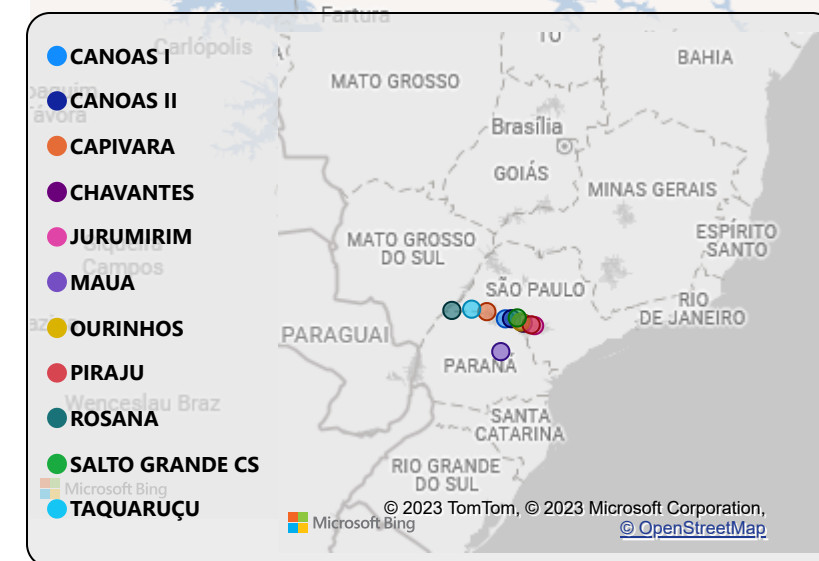 Fartura
Carlópolis
CANOAS I
CANOAS II
CAPIVARA
CHAVANTES
JURUMIRIM
Siqueira
Campos
MAUA
OURINHOS
PIRAJU
Wenceslau Braz
ROSANA
SALTO GRANDE CS
Microsoft Bing
TAQUARUÇU
TO
BAHIA
MATO GROSSO
Brasília
GOIÁS
MINAS GERAIS
ESPÍRITO
SANTO
MATO GROSSO
DO SUL
SÃO PAULO
RIO
DE JANEIRO
PARAGUAI
PARANÁ
SANTA
CATARINA
RIO GRANDE
DO SUL
© 2023 TomTom, © 2023 Microsoft Corporation,
Microsoft Bing
© OpenStreetMap